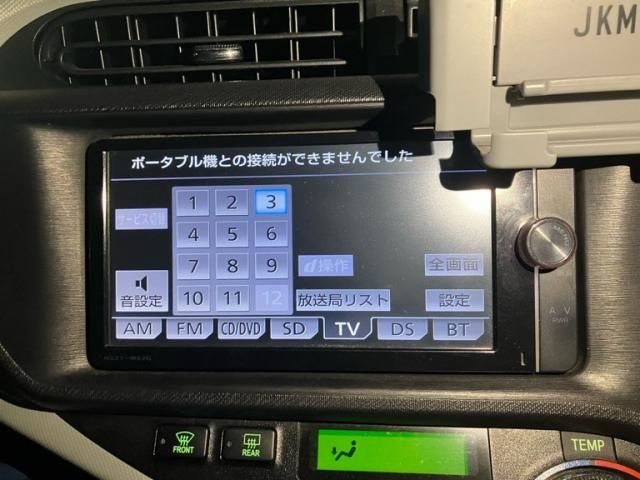 JKM
ポータブル機との接続ができませんでした
サービス切替
1 2 3
4 5 6
7 8 9
d操作
全画面
音設定
10 11 12
放送局リスト
設定
AM FM CD/DVD SD TV DS BT
A V
PWR
FRONT
REAR
TEMP